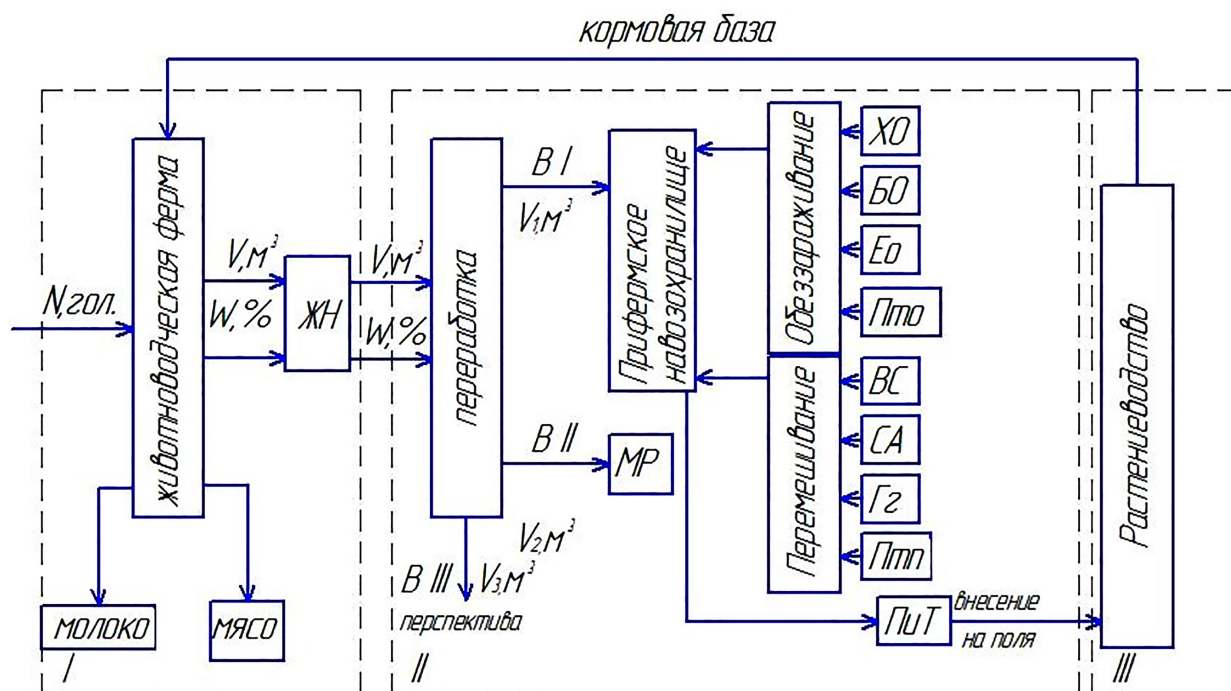 кормовая база
N,гол.
животноводческая ферма
V,м³
W,%
ЖН
V,м³
W,%
переработка
В I
V₁,м³
Прифермское
навозохранилище
Обеззараживание
ХО
БО
Ео
Пто
Перемешивание
ВС
СА
Гг
Птп
В II
МР
V₂,м³
В III
V₃,м³
перспектива
МОЛОКО
МЯСО
ПиТ
внесение
на поля
Растениеводство
I
II
III